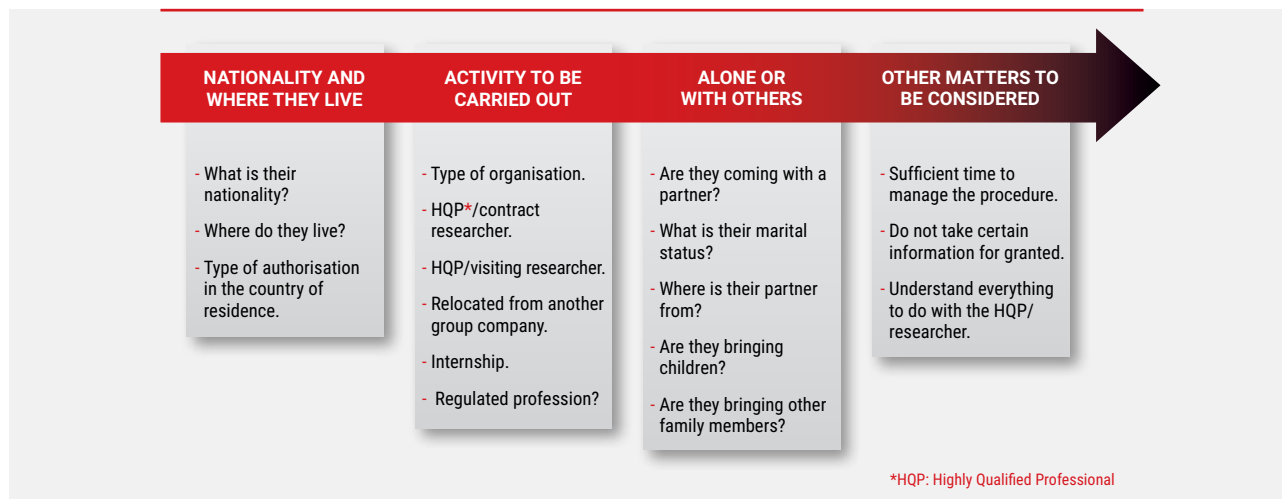 NATIONALITY AND
WHERE THEY LIVE
- What is their
nationality?
- Where do they live?
- Type of authorisation
in the country of
residence.
ACTIVITY TO BE
CARRIED OUT
- Type of organisation.
- HQP*/contract
researcher.
- HQP/visiting researcher.
- Relocated from another
group company.
- Internship.
- Regulated profession?
ALONE OR
WITH OTHERS
- Are they coming with a
partner?
- What is their marital
status?
- Where is their partner
from?
- Are they bringing
children?
- Are they bringing other
family members?
OTHER MATTERS TO
BE CONSIDERED
- Sufficient time to
manage the procedure.
- Do not take certain
information for granted.
- Understand everything
to do with the HQP/
researcher.
*HQP: Highly Qualified Professional